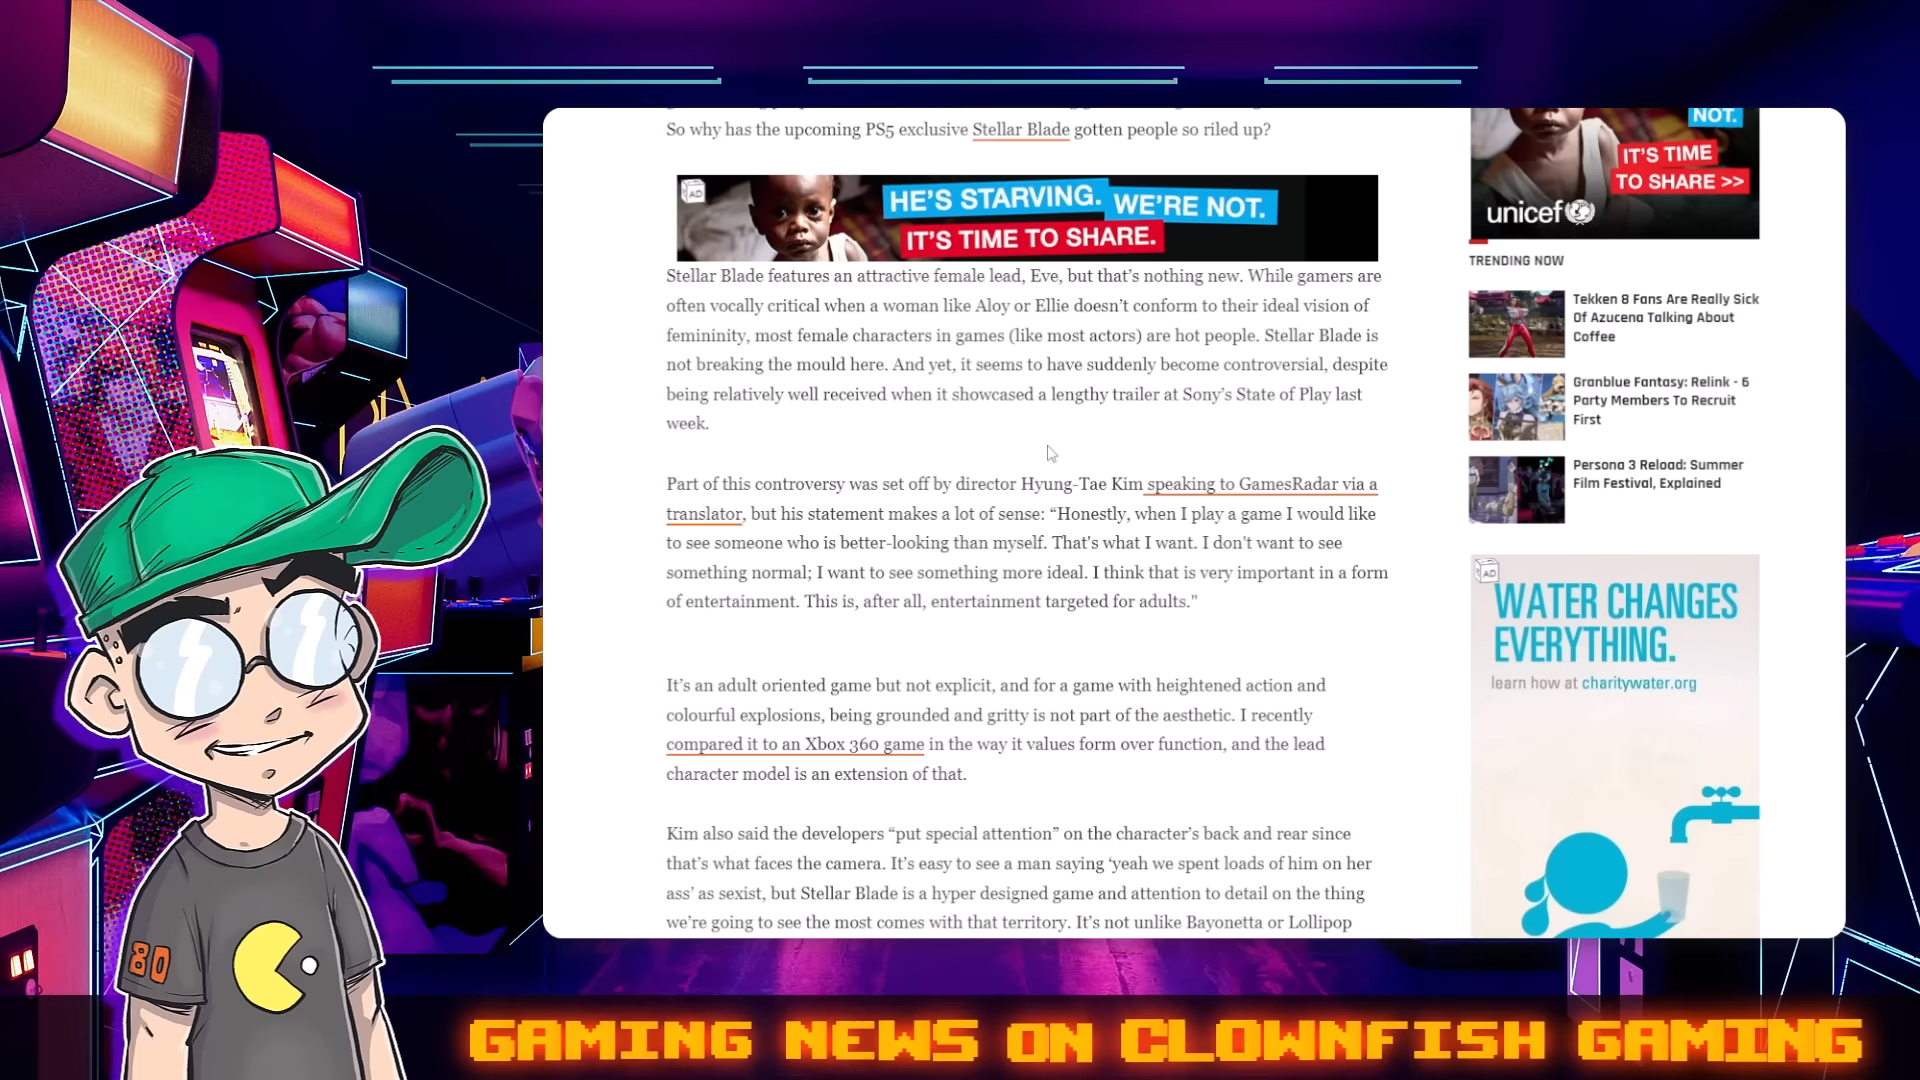 So why has the upcoming PS5 exclusive Stellar Blade gotten people so riled up?
AD
HE'S STARVING. WE'RE NOT.
IT'S TIME TO SHARE.
Stellar Blade features an attractive female lead, Eve, but that's nothing new. While gamers are
often vocally critical when a woman like Aloy or Ellie doesn't conform to their ideal vision of
femininity, most female characters in games (like most actors) are hot people. Stellar Blade is
not breaking the mould here. And yet, it seems to have suddenly become controversial, despite
being relatively well received when it showcased a lengthy trailer at Sony's State of Play last
week.
Part of this controversy was set off by director Hyung-Tae Kim speaking to GamesRadar via a
translator, but his statement makes a lot of sense: “Honestly, when I play a game I would like
to see someone who is better-looking than myself. That's what I want. I don't want to see
something normal; I want to see something more ideal. I think that is very important in a form
of entertainment. This is, after all, entertainment targeted for adults."
It's an adult oriented game but not explicit, and for a game with heightened action and
colourful explosions, being grounded and gritty is not part of the aesthetic. I recently
compared it to an Xbox 360 game in the way it values form over function, and the lead
character model is an extension of that.
Kim also said the developers “put special attention” on the character's back and rear since
that's what faces the camera. It's easy to see a man saying ‘yeah we spent loads of him on her
ass’ as sexist, but Stellar Blade is a hyper designed game and attention to detail on the thing
we're going to see the most comes with that territory. It's not unlike Bayonetta or Lollipop
NOT.
IT'S TIME
TO SHARE >>
unicef
TRENDING NOW
Tekken 8 Fans Are Really Sick
Of Azucena Talking About
Coffee
Granblue Fantasy: Relink - 6
Party Members To Recruit
First
Persona 3 Reload: Summer
Film Festival, Explained
AD
WATER CHANGES
EVERYTHING.
learn how at charitywater.org
80
GAMING NEWS ON CLOWNFISH GAMING